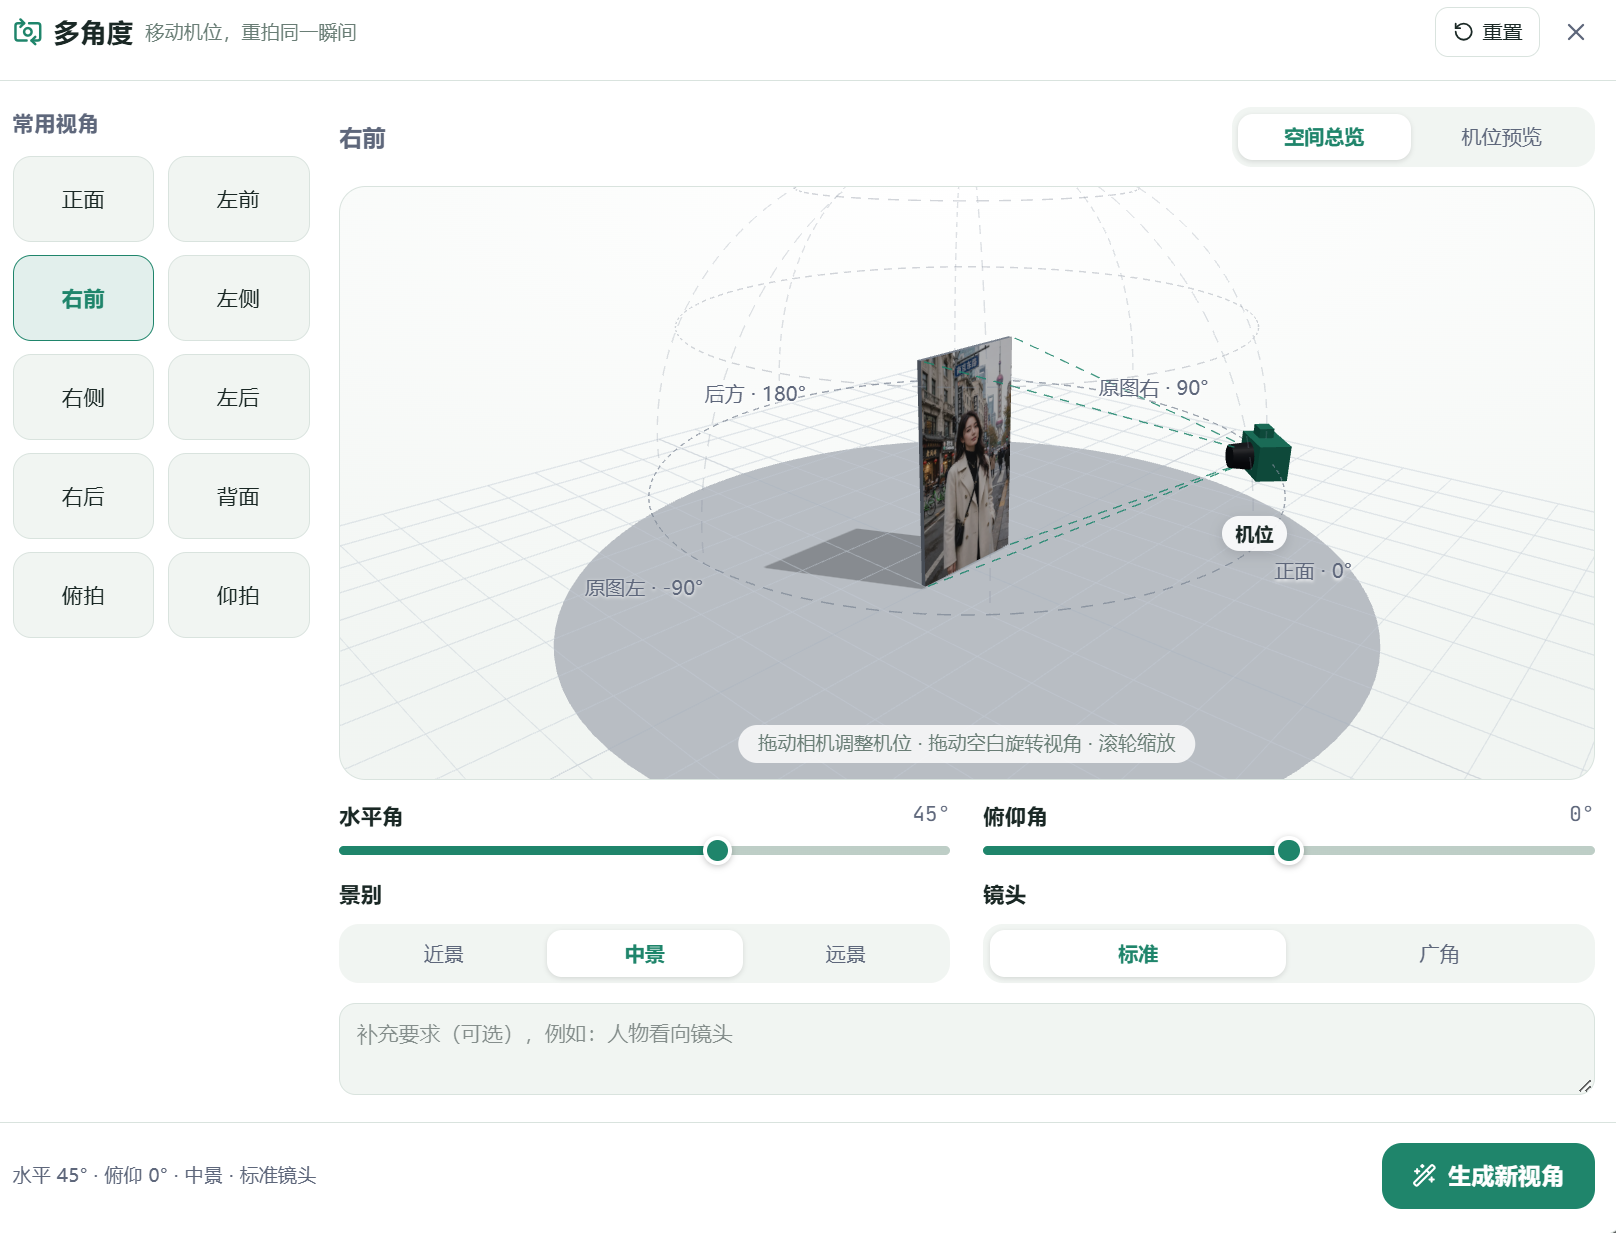 多角度 移动机位，重拍同一瞬间
重置
常用视角
正面
左前
右前
左侧
右侧
左后
右后
背面
俯拍
仰拍
右前
空间总览
机位预览
后方 · 180°
原图右 · 90°
机位
正面 · 0°
原图左 · -90°
拖动相机调整机位 · 拖动空白旋转视角 · 滚轮缩放
水平角 45°
俯仰角 0°
景别
近景
中景
远景
镜头
标准
广角
补充要求（可选），例如：人物看向镜头
水平 45° · 俯仰 0° · 中景 · 标准镜头
生成新视角